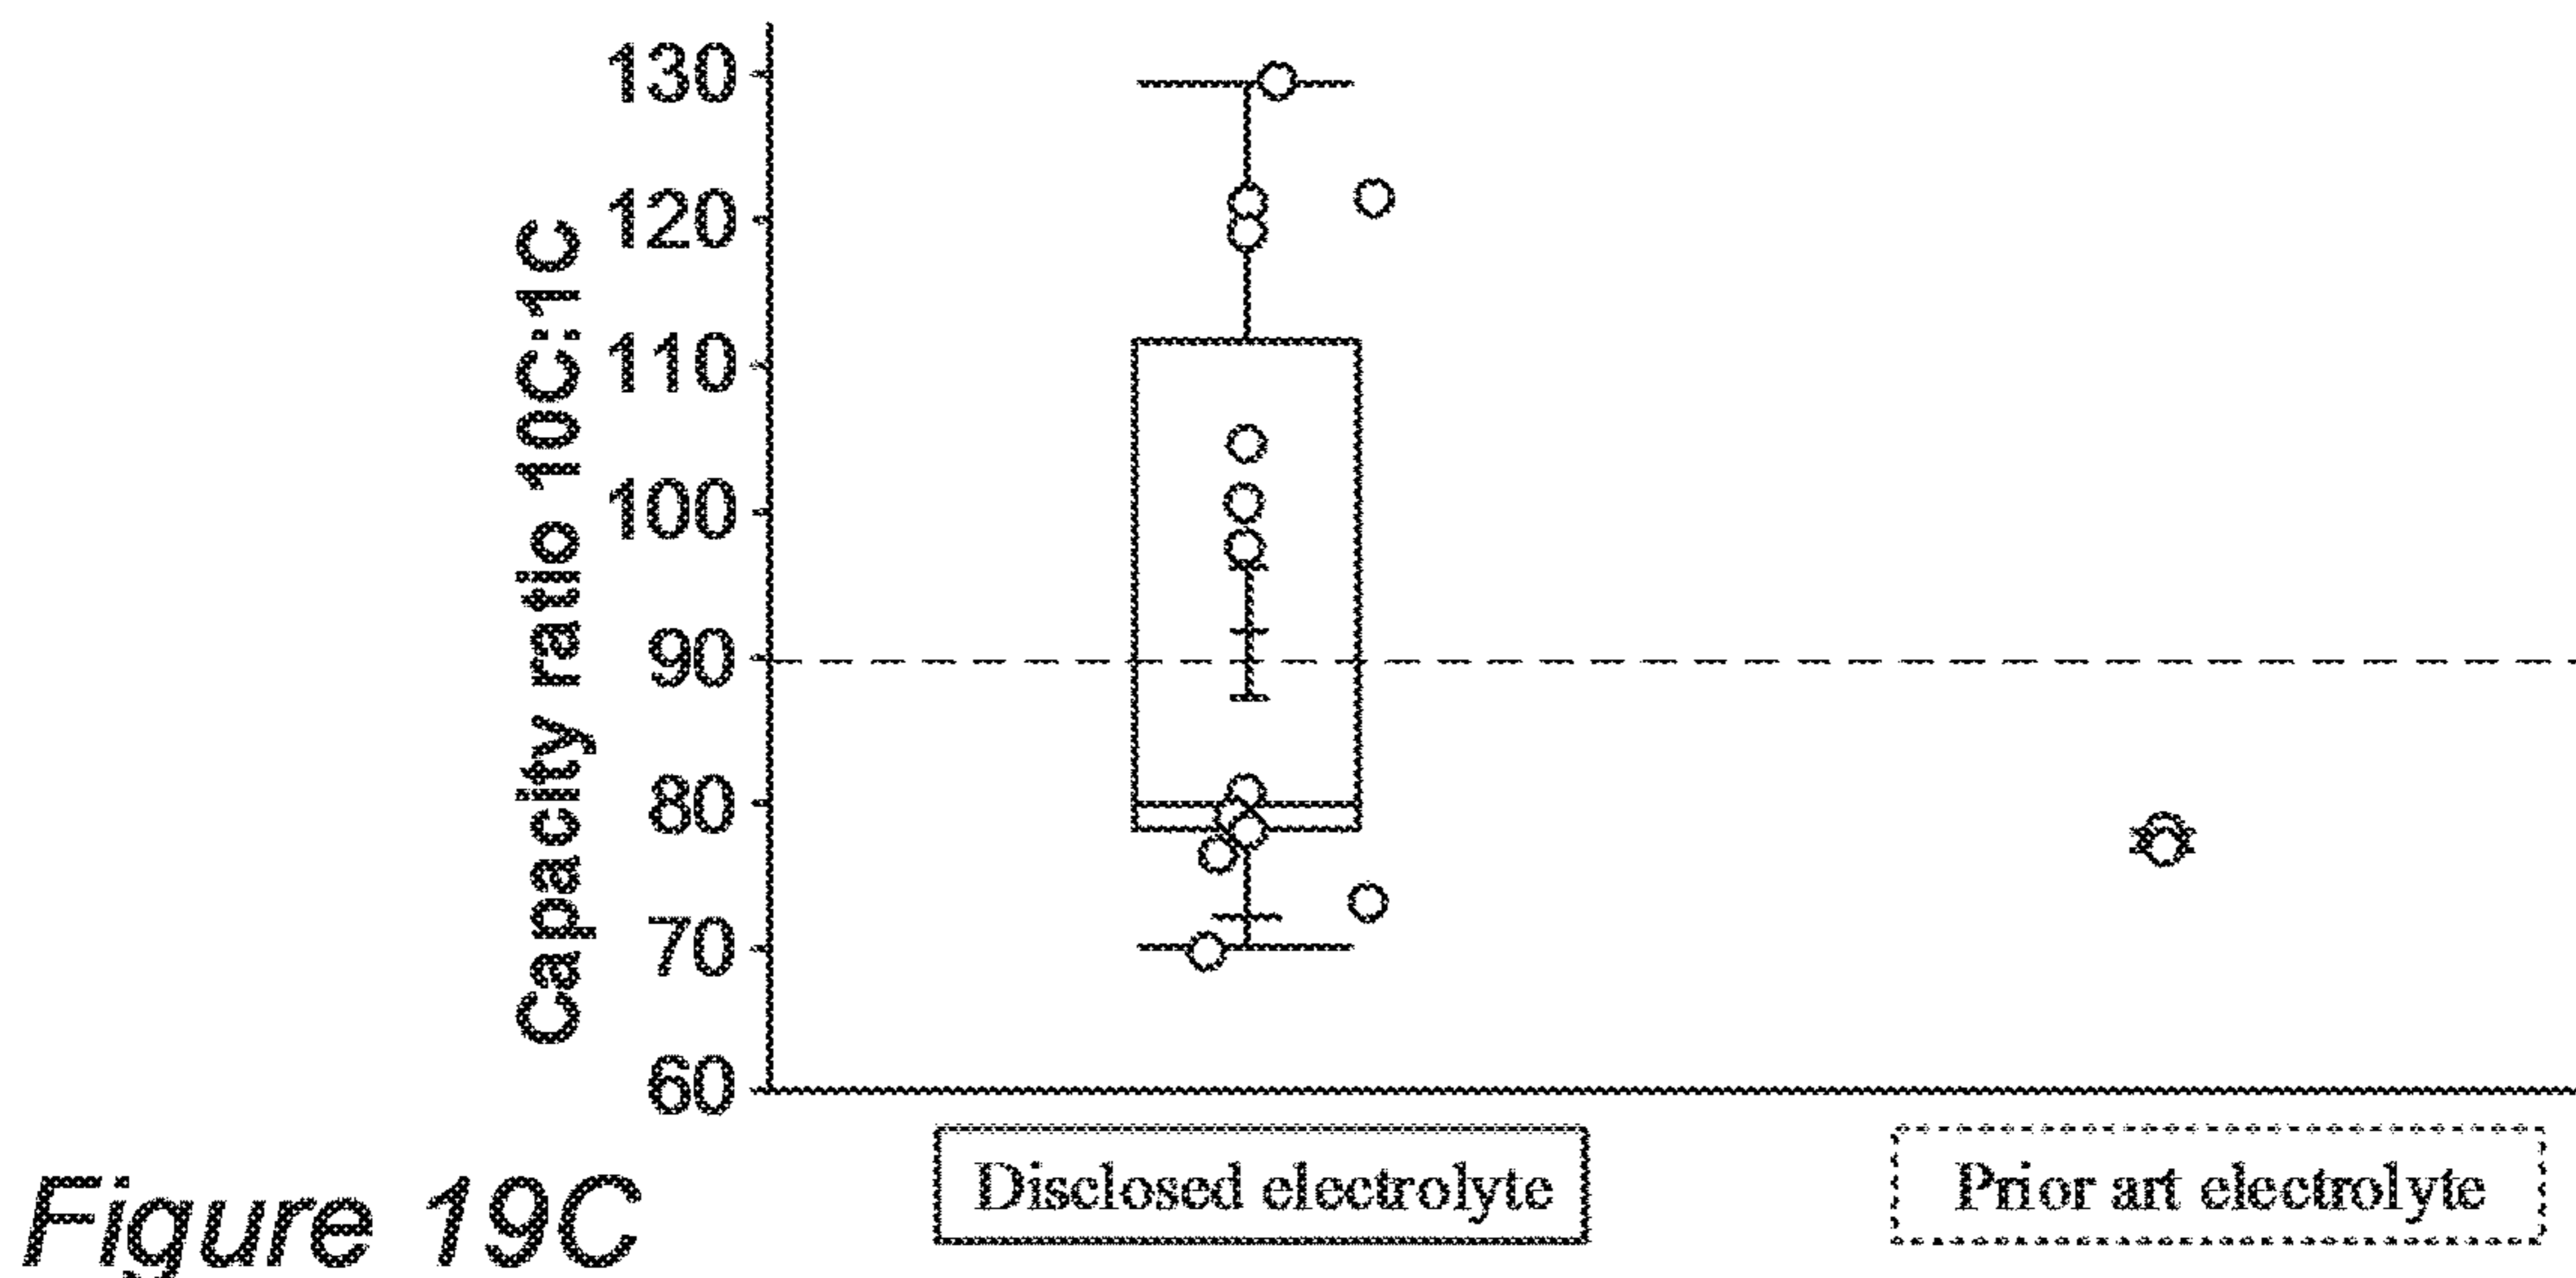 Capacity ratio 10C:1C
130
120
110
100
90
80
70
60
Disclosed electrolyte
Prior art electrolyte
Figure 19C